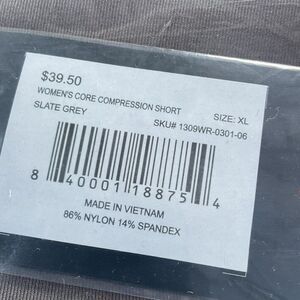 $39.50
WOMEN'S CORE COMPRESSION SHORT SIZE: XL
SLATE GREY SKU# 1309WR-0301-06
8 40001 18875 4
MADE IN VIETNAM
86% NYLON 14% SPANDEX